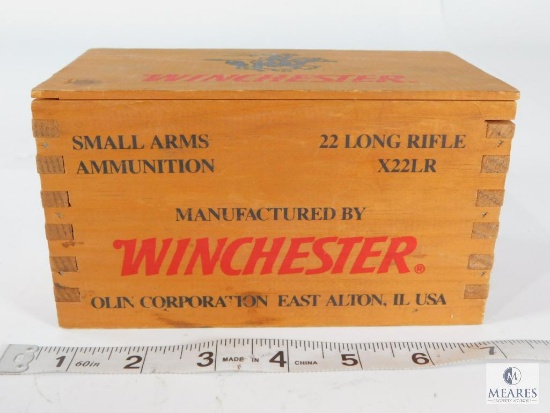 WINCHESTER
SMALL ARMS 22 LONG RIFLE
AMMUNITION X22LR
MANUFACTURED BY
WINCHESTER®
OLIN CORPORATION EAST ALTON, IL USA
1 60in 2 3 MADE IN 4 CHINA 5 6 7
M
MEARES